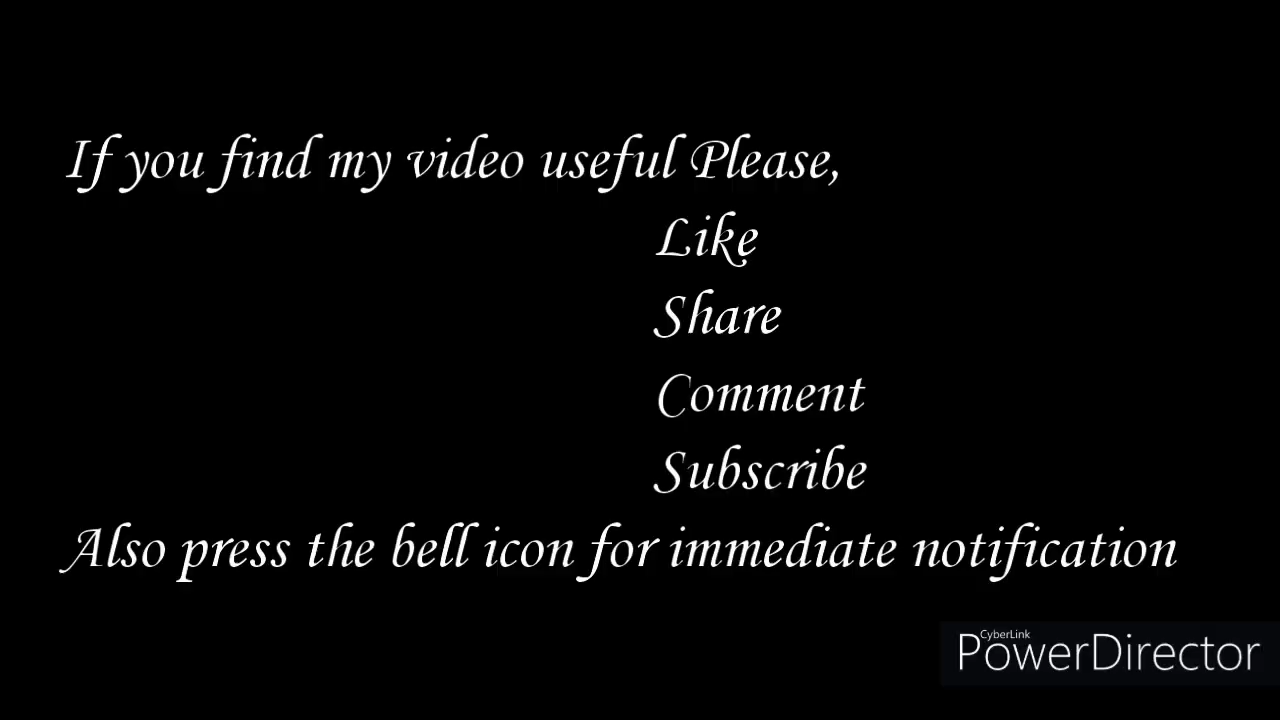 If you find my video useful Please,
Like
Share
Comment
Subscribe
Also press the bell icon for immediate notification
CyberLink
PowerDirector